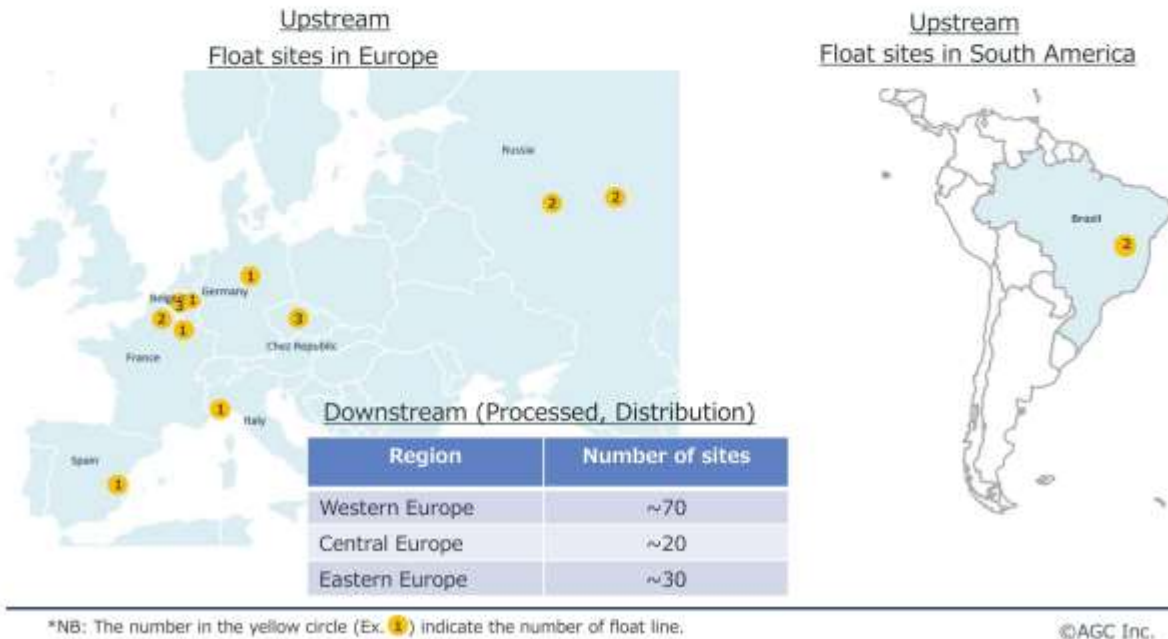 Upstream
Float sites in Europe
Upstream
Float sites in South America
Russia
2
2
Brazil
2
1
Germany
1
3
2
1
3
Chez Republic
France
1
Italy
Spain
1
Downstream (Processed, Distribution)
Region Number of sites
Western Europe ~70
Central Europe ~20
Eastern Europe ~30
*NB: The number in the yellow circle (Ex. 1) indicate the number of float line.
©AGC Inc.